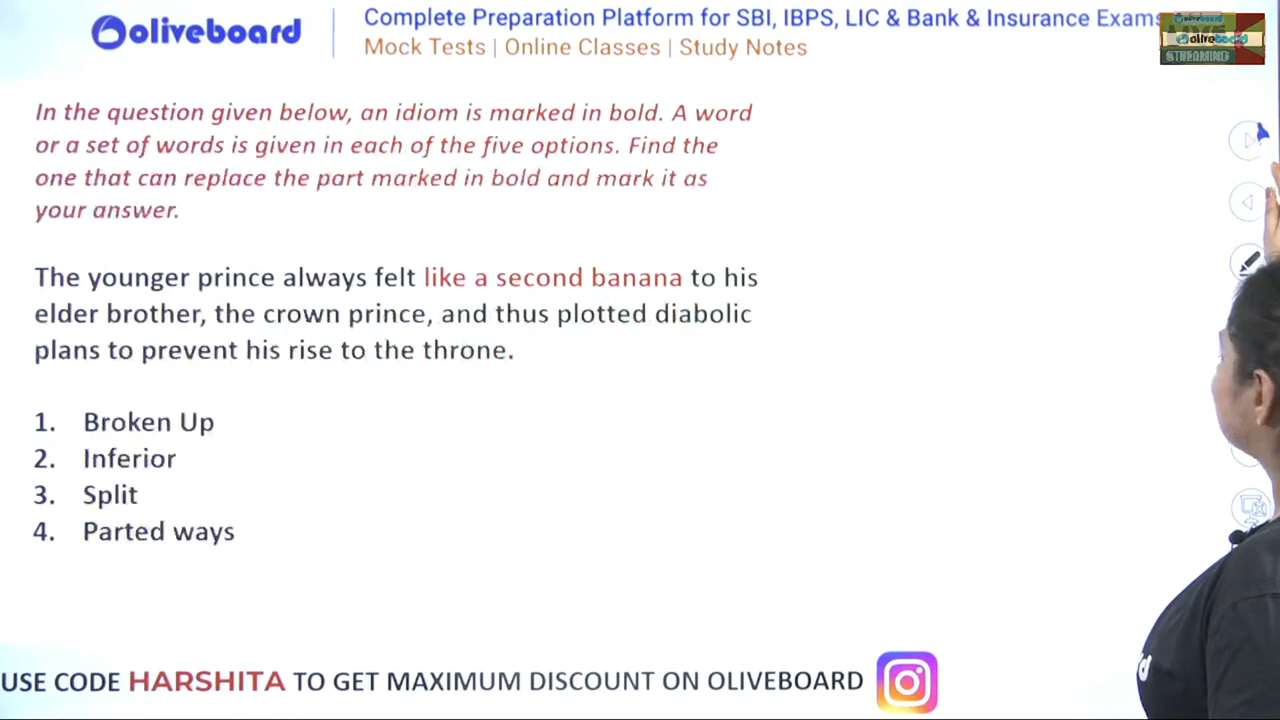 oliveboard
Complete Preparation Platform for SBI, IBPS, LIC & Bank & Insurance Exams
Mock Tests | Online Classes | Study Notes
oliveboard
oliveboard
STREAMING
In the question given below, an idiom is marked in bold. A word
or a set of words is given in each of the five options. Find the
one that can replace the part marked in bold and mark it as
your answer.
The younger prince always felt like a second banana to his
elder brother, the crown prince, and thus plotted diabolic
plans to prevent his rise to the throne.
1. Broken Up
2. Inferior
3. Split
4. Parted ways
USE CODE HARSHITA TO GET MAXIMUM DISCOUNT ON OLIVEBOARD